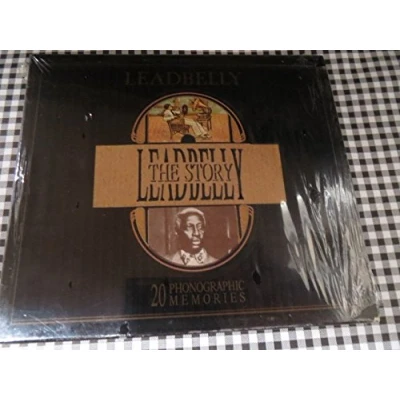 LEADBELLY
THE STORY
LEADBELLY
20 PHONOGRAPHIC
MEMORIES